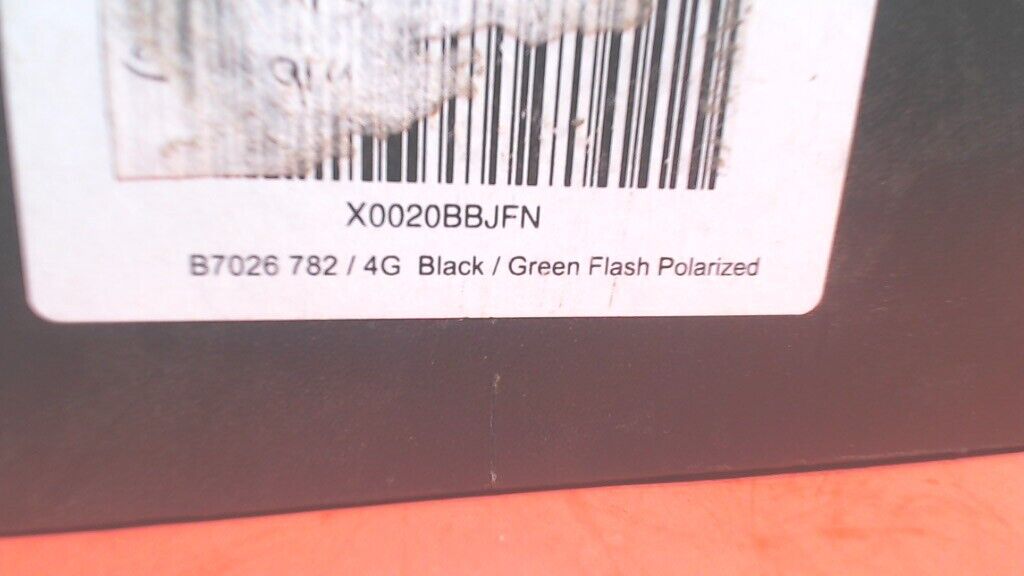 X0020BBJFN
B7026 782 / 4G Black / Green Flash Polarized